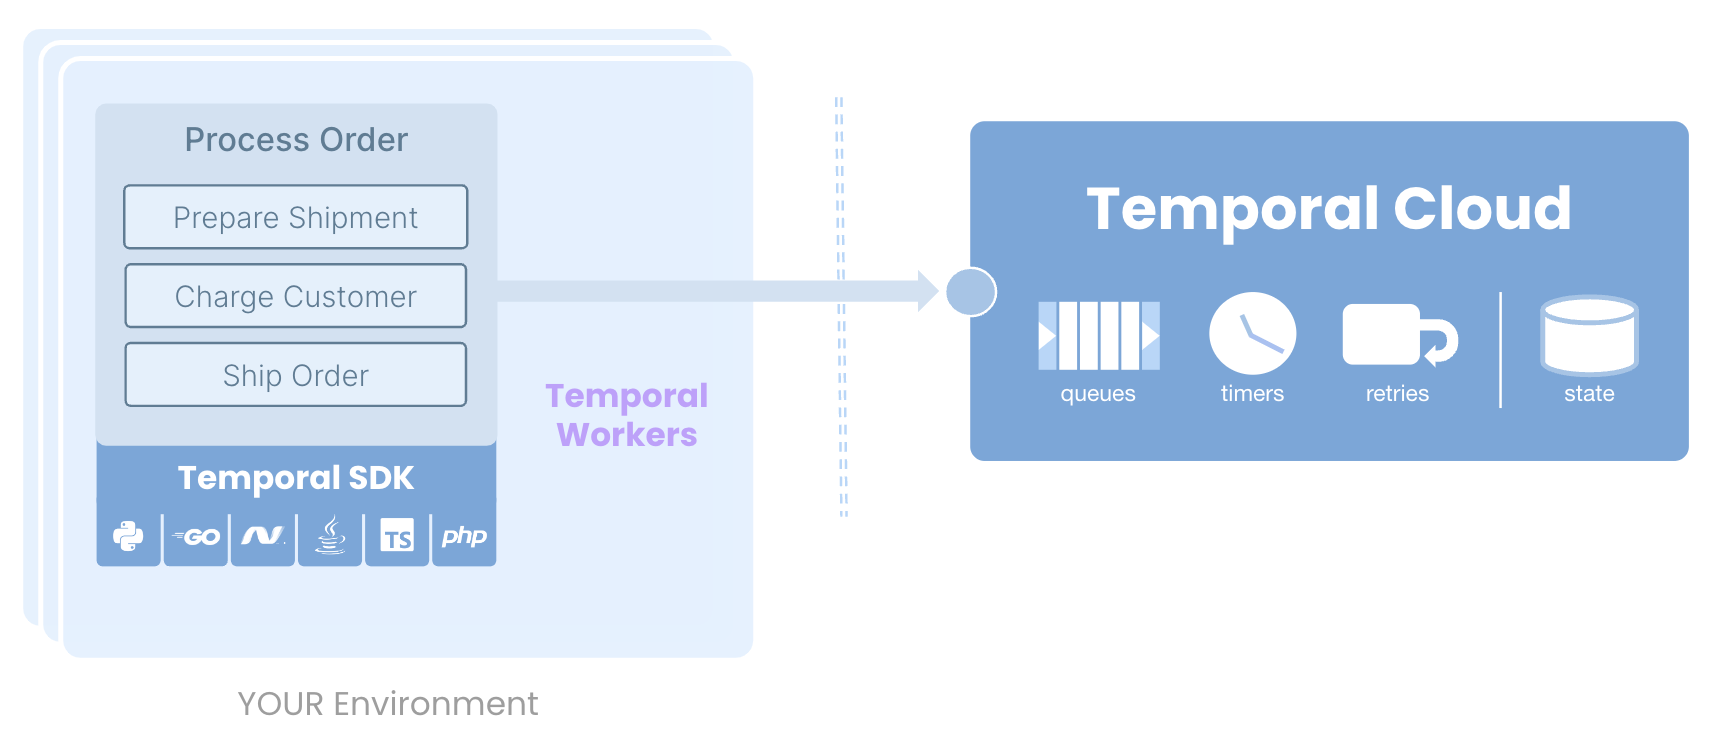 Process Order
Prepare Shipment
Charge Customer
Ship Order
Temporal SDK
GO
TS
php
Temporal
Workers
YOUR Environment
Temporal Cloud
queues
timers
retries
state